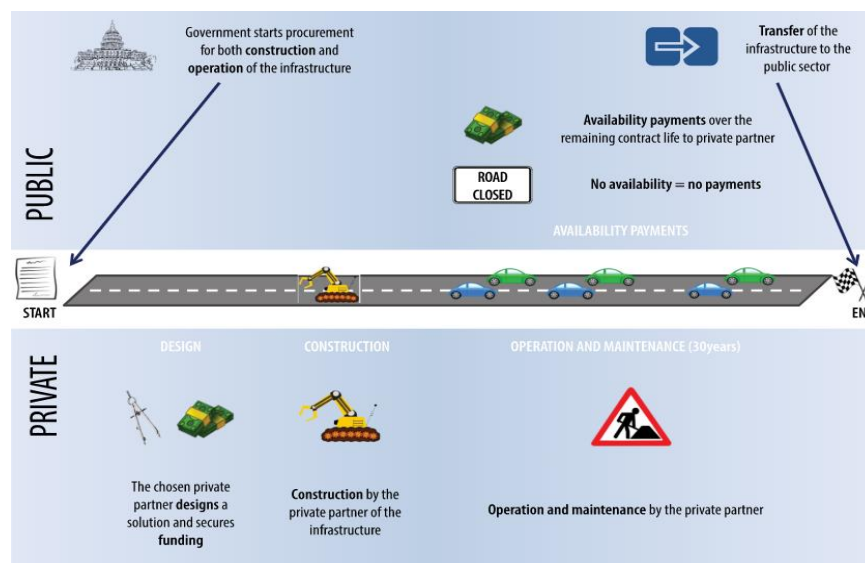 Government starts procurement
for both construction and
operation of the infrastructure
Transfer of the
infrastructure to the
public sector
Availability payments over the
remaining contract life to private partner
ROAD
CLOSED
No availability = no payments
PUBLIC
AVAILABILITY PAYMENTS
START
EN
PRIVATE
DESIGN
CONSTRUCTION
OPERATION AND MAINTENANCE (30years)
The chosen private
partner designs a
solution and secures
funding
Construction by the
private partner of the
infrastructure
Operation and maintenance by the private partner